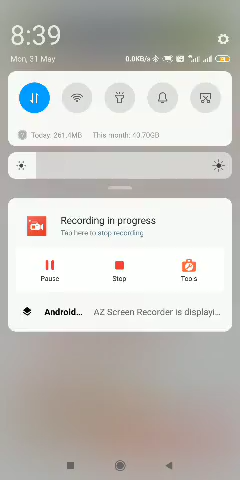 8:39
Mon, 31 May
0.0KB/s
Today: 261.4MB This month: 40.70GB
Recording in progress
Tap here to stop recording
Pause Stop Tools
Android... AZ Screen Recorder is displayi...